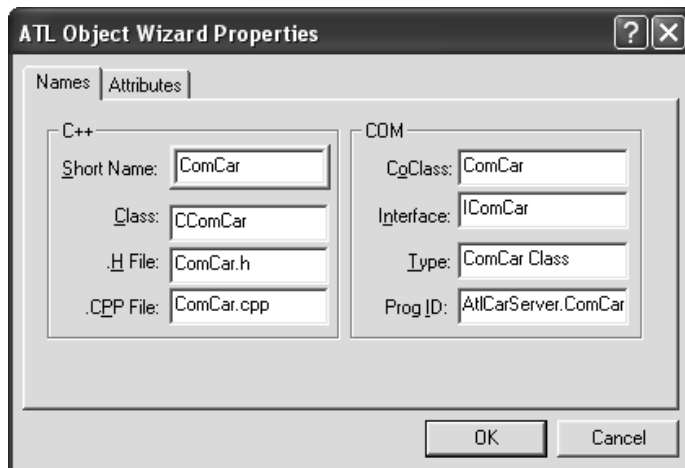 ATL Object Wizard Properties
Names
Attributes
C++
Short Name: ComCar
Class: CComCar
.H File: ComCar.h
.CPP File: ComCar.cpp
COM
CoClass: ComCar
Interface: IComCar
Type: ComCar Class
Prog ID: AtlCarServer.ComCar
OK
Cancel